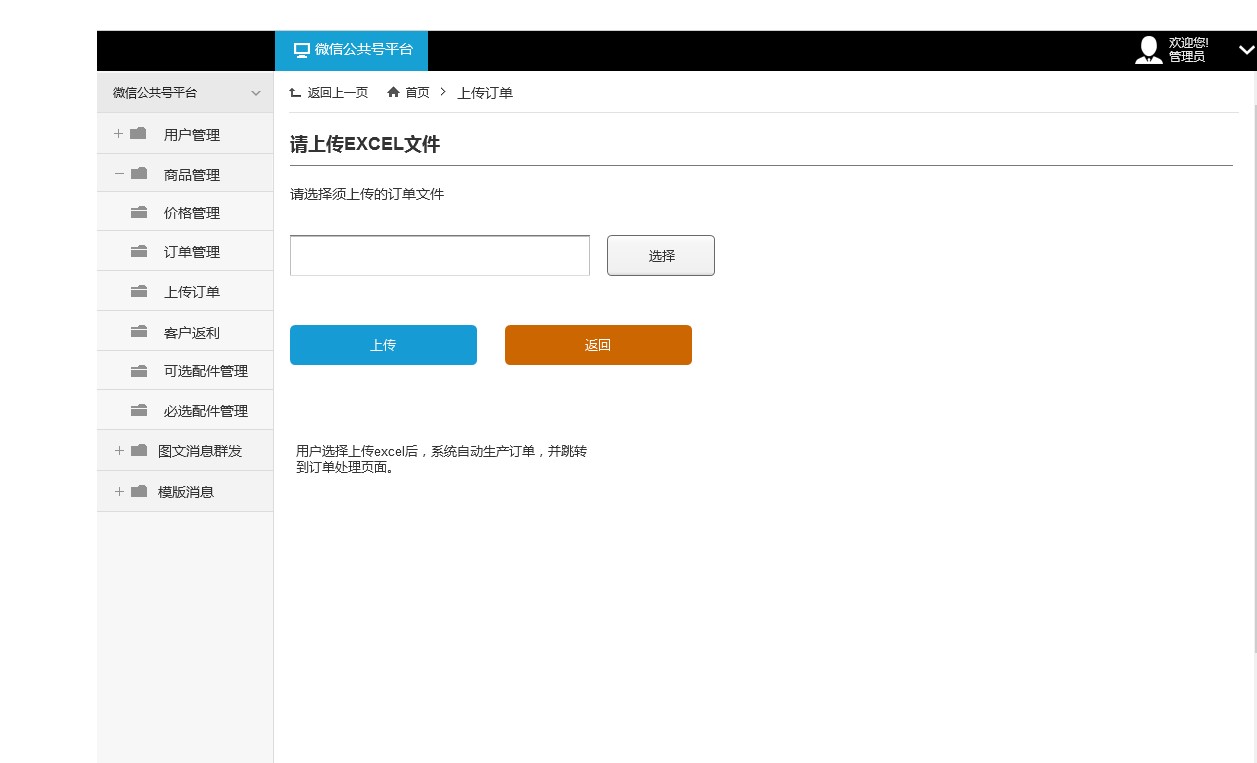 微信公共号平台
欢迎您!
管理员
微信公共号平台
返回上一页 首页 上传订单
用户管理
商品管理
价格管理
订单管理
上传订单
客户返利
可选配件管理
必选配件管理
图文消息群发
模版消息
请上传EXCEL文件
请选择须上传的订单文件
选择
上传 返回
用户选择上传excel后，系统自动生产订单，并跳转
到订单处理页面。